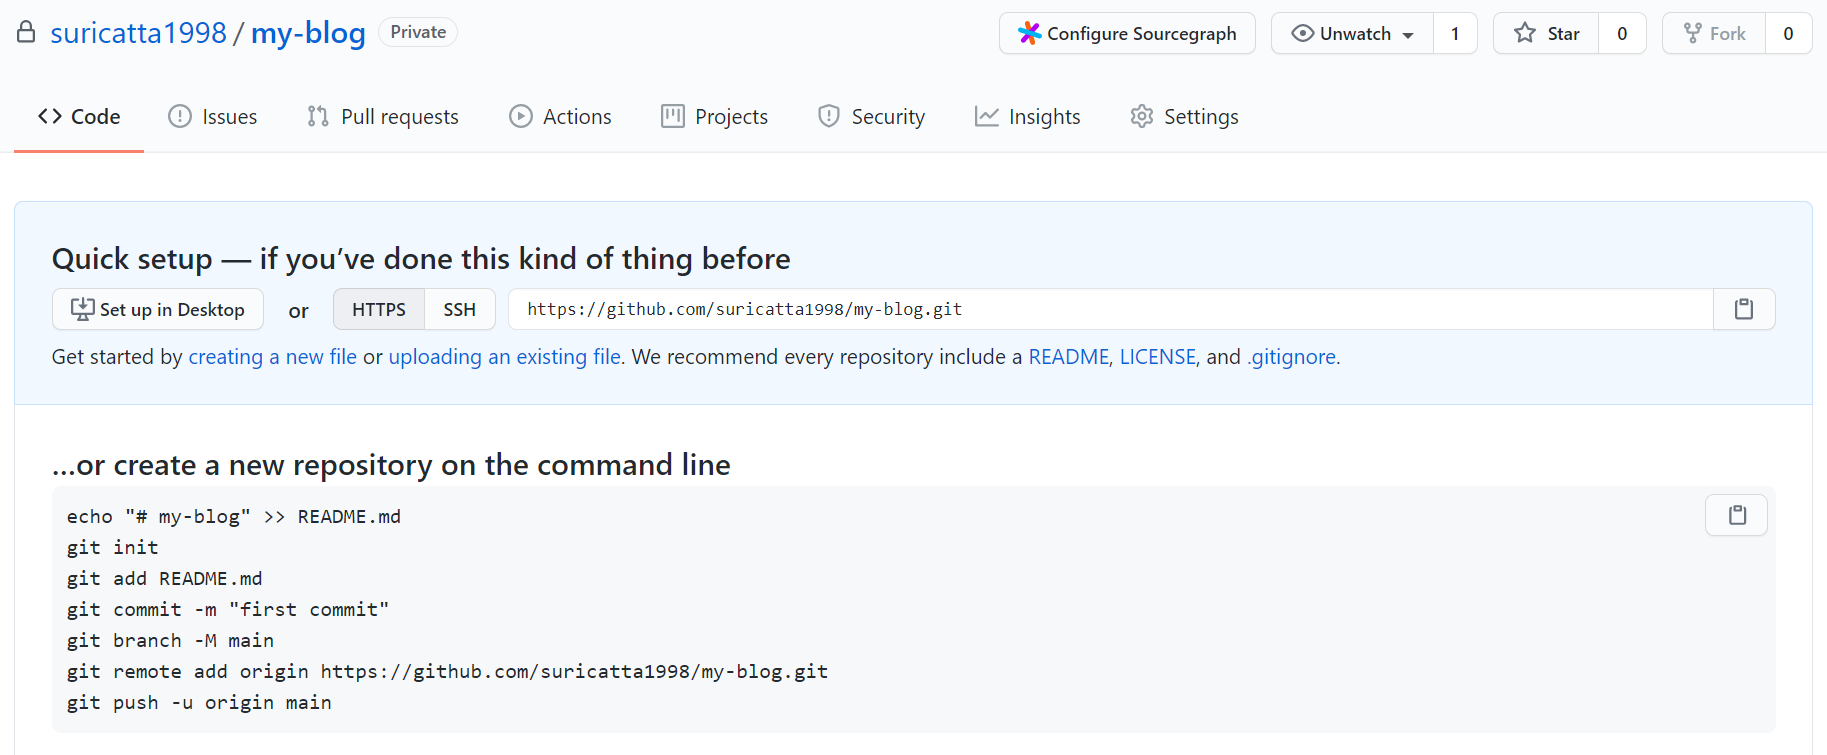 suricatta1998 / my-blog Private Configure Sourcegraph Unwatch 1 Star 0 Fork 0
Code Issues Pull requests Actions Projects Security Insights Settings
Quick setup — if you’ve done this kind of thing before
Set up in Desktop or HTTPS SSH https://github.com/suricatta1998/my-blog.git
Get started by creating a new file or uploading an existing file. We recommend every repository include a README, LICENSE, and .gitignore.
…or create a new repository on the command line
echo "# my-blog" >> README.md
git init
git add README.md
git commit -m "first commit"
git branch -M main
git remote add origin https://github.com/suricatta1998/my-blog.git
git push -u origin main